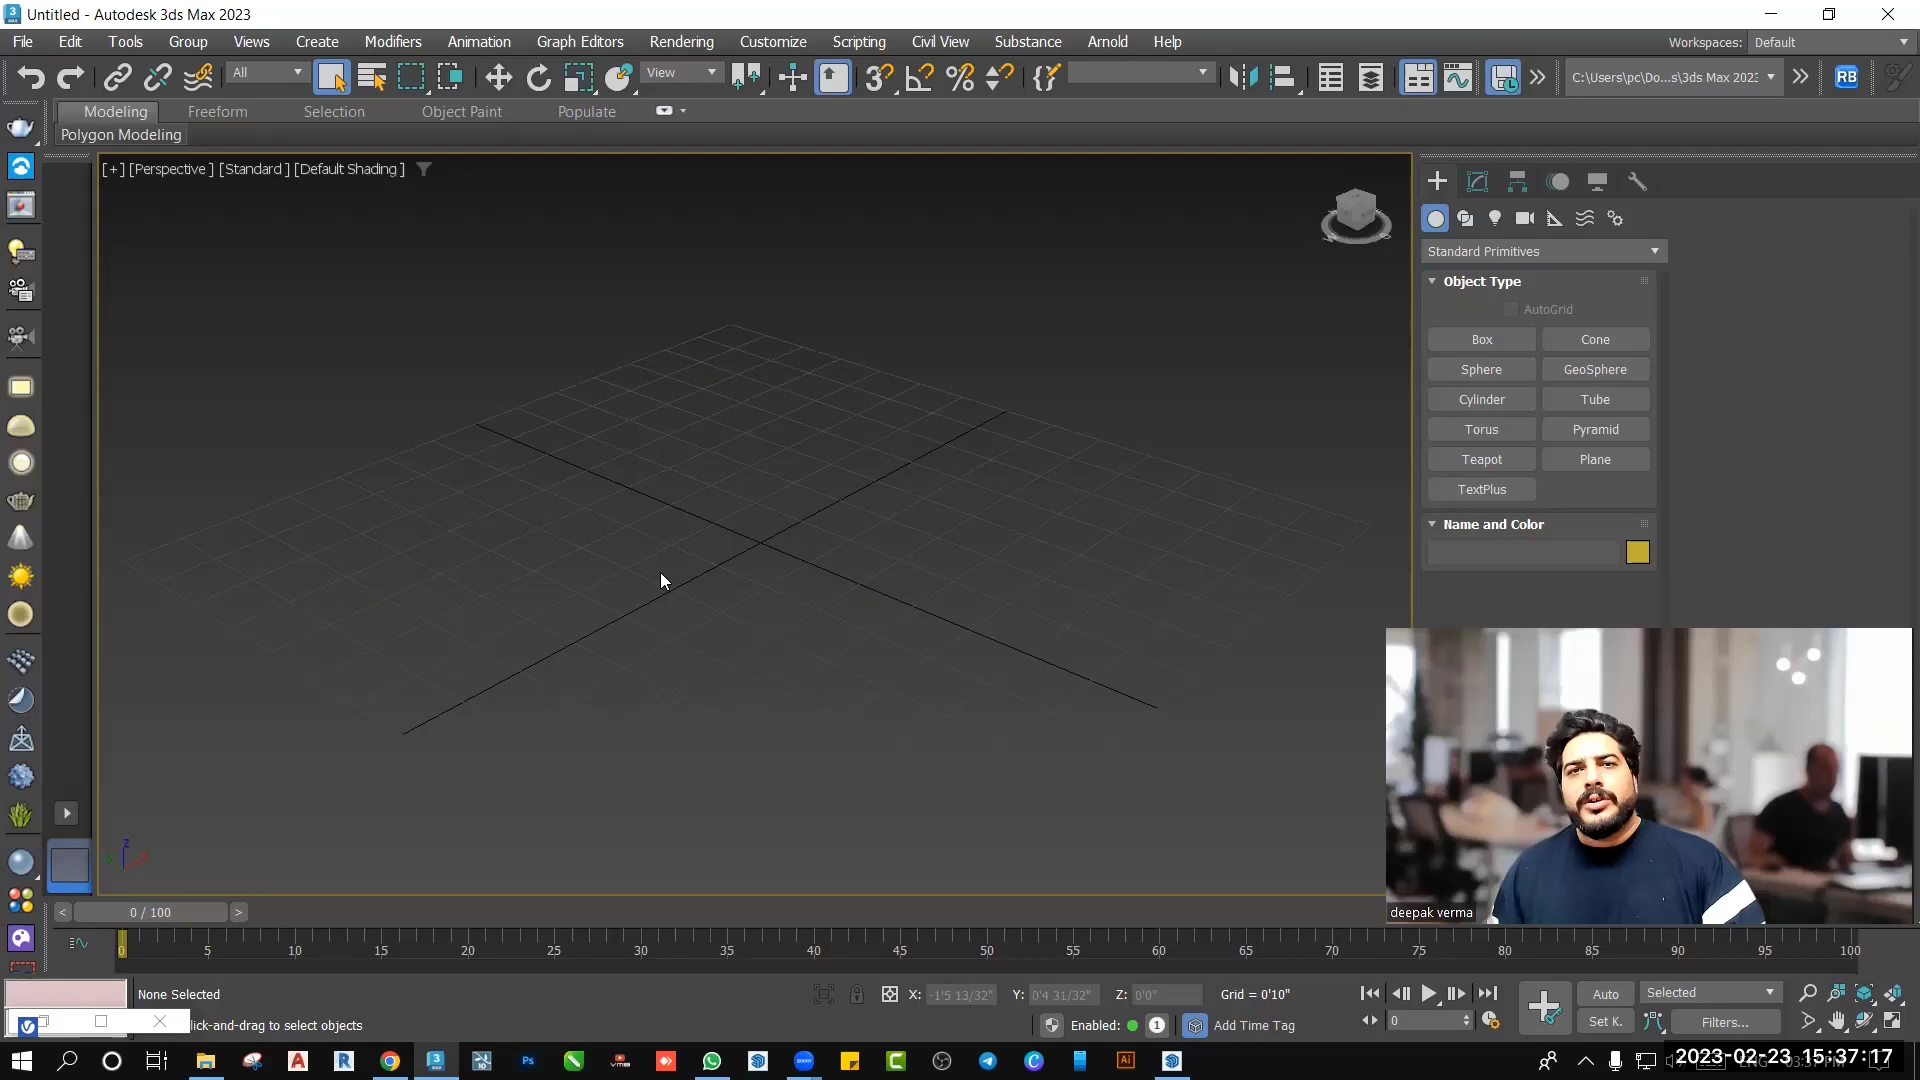 Untitled - Autodesk 3ds Max 2023
File Edit Tools Group Views Create Modifiers Animation Graph Editors Rendering Customize Scripting Civil View Substance Arnold Help Workspaces: Default
All View C:\Users\pc\Do...s\3ds Max 202 RB
Modeling Freeform Selection Object Paint Populate
Polygon Modeling
[+] [Perspective ] [Standard ] [Default Shading ]
Standard Primitives
Object Type
AutoGrid
Box Cone
Sphere GeoSphere
Cylinder Tube
Torus Pyramid
Teapot Plane
TextPlus
Name and Color
deepak verma
< 0 / 100 >
0 5 10 15 20 25 30 35 40 45 50 55 60 65 70 75 80 85 90 95 100
None Selected X: -1'5 13/32" Y: 0'4 31/32" Z: 0'0" Grid = 0'10" Auto Selected
lick-and-drag to select objects Enabled: 1 Add Time Tag 0 Set K. Filters...
2023-02-23 15:37:17